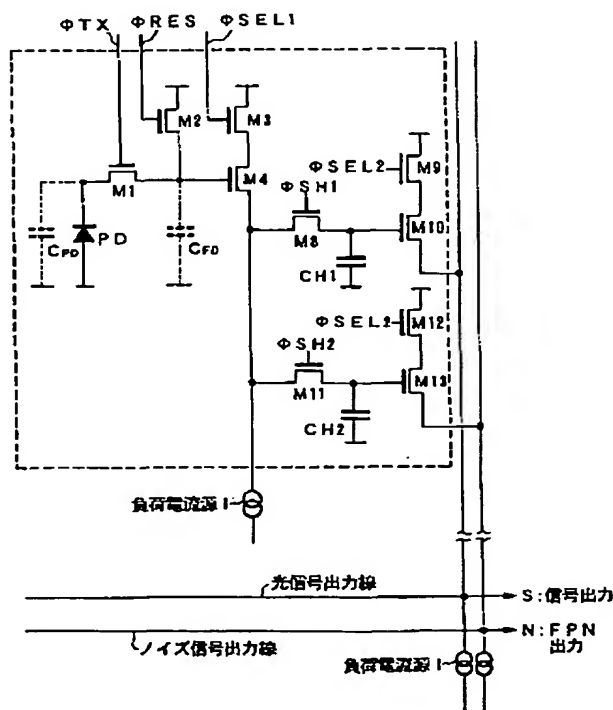 ΦTX ΦRES ΦSEL1
M2
M3
M1
M4
ΦSEL2
M9
ΦSH1
M8
M10
CPD
PD
CFD
CH1
ΦSEL2
M12
ΦSH2
M11
M13
CH2
負荷電流源I
光信号出力線
S:信号出力
ノイズ信号出力線
N:FPN
出力
負荷電流源I